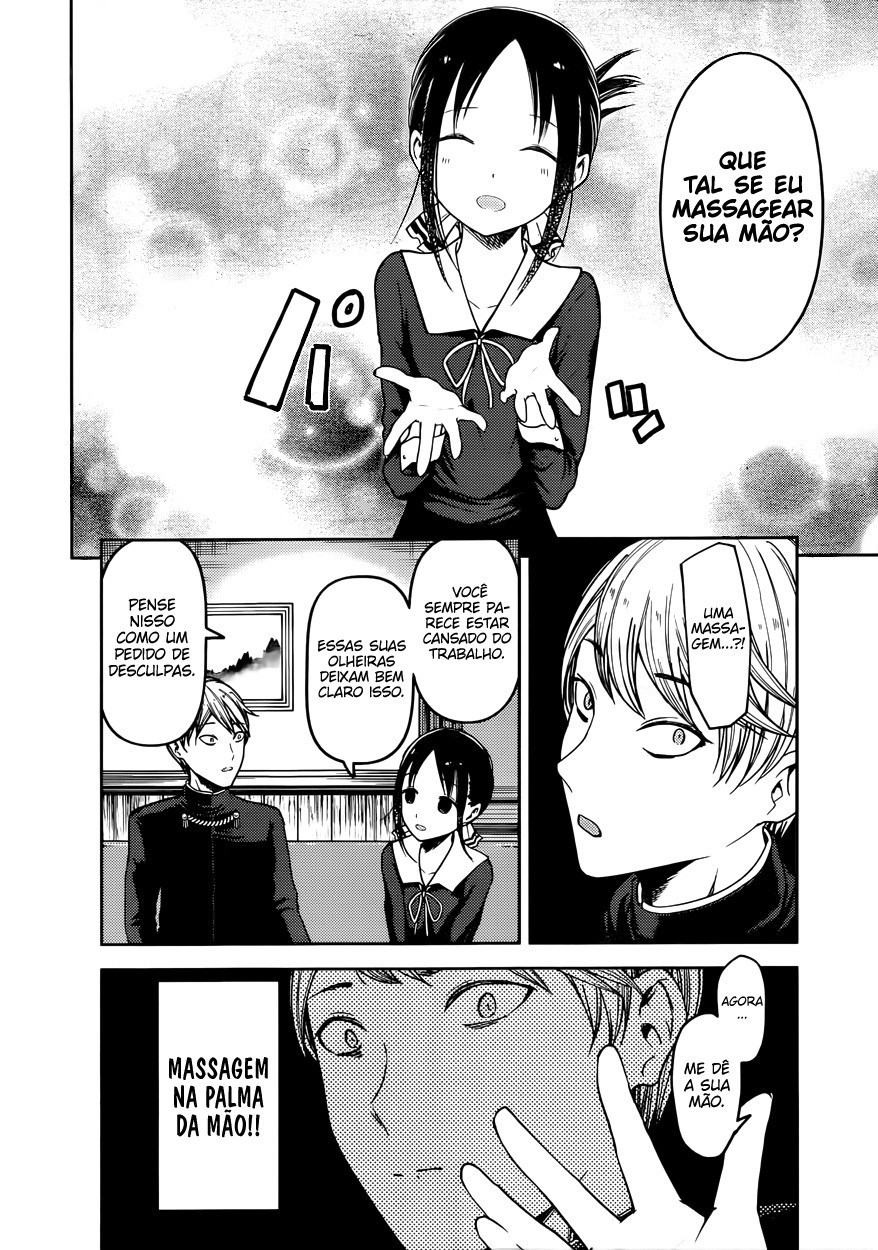 QUE
TAL SE EU
MASSAGEAR
SUA MÃO?
UMA
MASSA-
GEM...?!
VOCÊ
SEMPRE PA-
RECE ESTAR
CANSADO DO
TRABALHO.
ESSAS SUAS
OLHEIRAS
DEIXAM BEM
CLARO ISSO.
PENSE
NISSO
COMO UM
PEDIDO DE
DESCULPAS.
AGORA
...
ME DÊ
A SUA
MÃO.
MASSAGEM
NA PALMA
DA MÃO!!